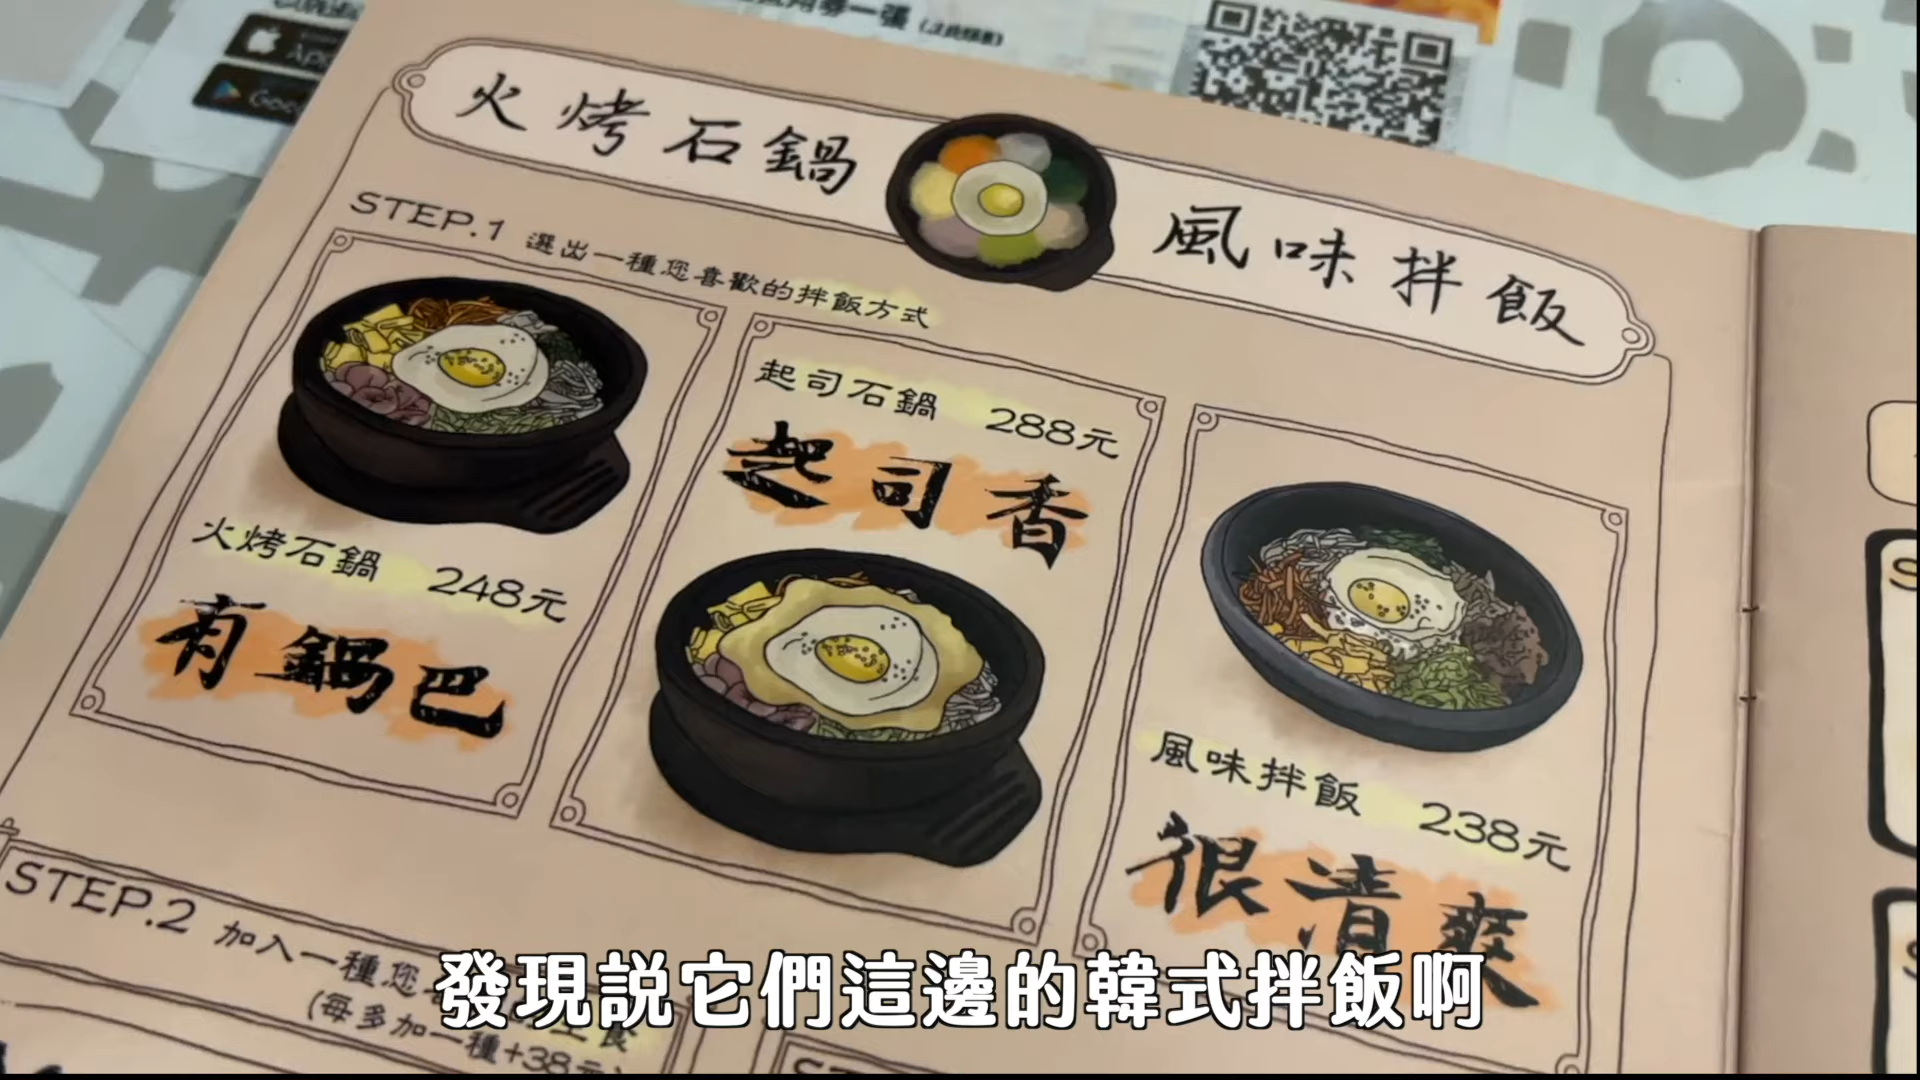 App
Goog
火烤石鍋
風味拌飯
STEP.1 選出一種您喜歡的拌飯方式
火烤石鍋 248元
有鍋巴
起司石鍋 288元
起司香
風味拌飯 238元
很清爽
STEP.2 加入一種您
(每多加一種+38元)
發現説它們這邊的韓式拌飯啊